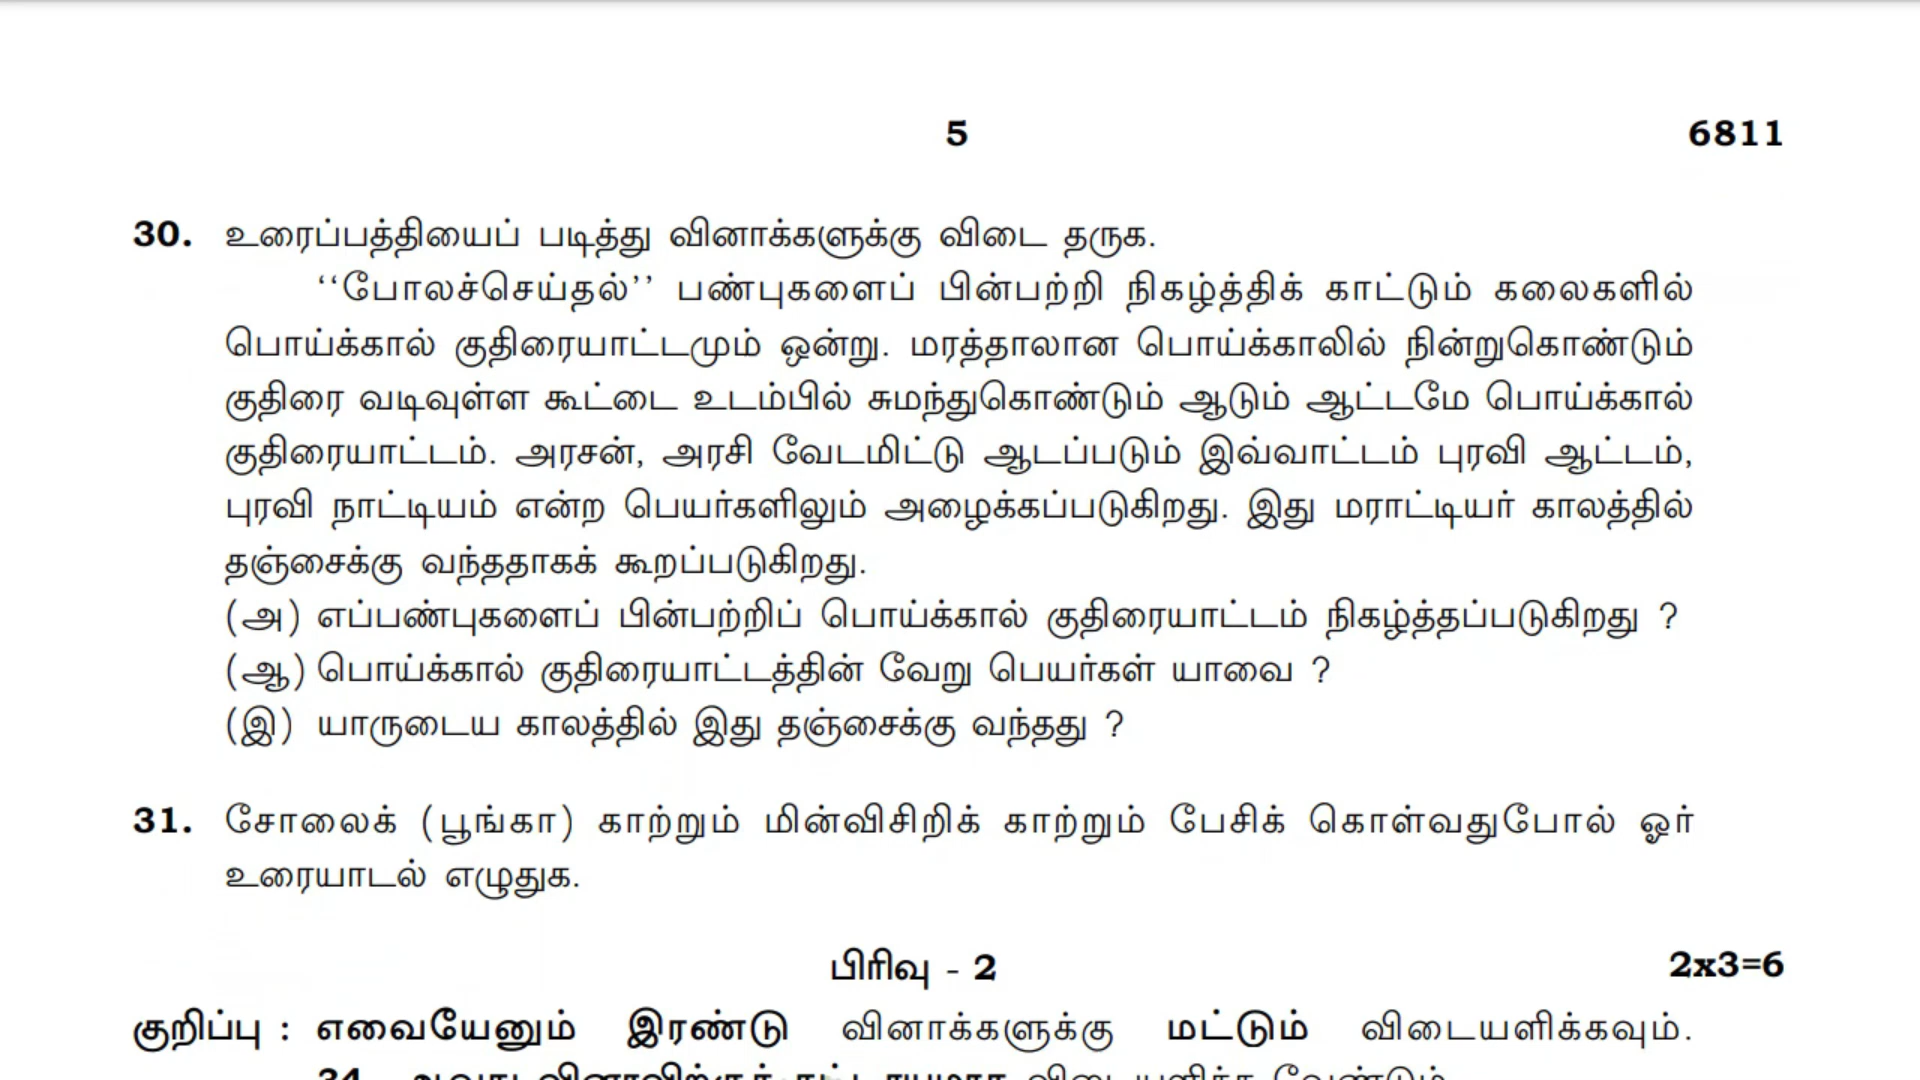 5 6811
30. உரைப்பத்தியைப் படித்து வினாக்களுக்கு விடை தருக.
‘‘போலச்செய்தல்’’ பண்புகளைப் பின்பற்றி நிகழ்த்திக் காட்டும் கலைகளில்
பொய்க்கால் குதிரையாட்டமும் ஒன்று. மரத்தாலான பொய்க்காலில் நின்றுகொண்டும்
குதிரை வடிவுள்ள கூட்டை உடம்பில் சுமந்துகொண்டும் ஆடும் ஆட்டமே பொய்க்கால்
குதிரையாட்டம். அரசன், அரசி வேடமிட்டு ஆடப்படும் இவ்வாட்டம் புரவி ஆட்டம்,
புரவி நாட்டியம் என்ற பெயர்களிலும் அழைக்கப்படுகிறது. இது மராட்டியர் காலத்தில்
தஞ்சைக்கு வந்ததாகக் கூறப்படுகிறது.
(அ) எப்பண்புகளைப் பின்பற்றிப் பொய்க்கால் குதிரையாட்டம் நிகழ்த்தப்படுகிறது ?
(ஆ) பொய்க்கால் குதிரையாட்டத்தின் வேறு பெயர்கள் யாவை ?
(இ) யாருடைய காலத்தில் இது தஞ்சைக்கு வந்தது ?
31. சோலைக் (பூங்கா) காற்றும் மின்விசிறிக் காற்றும் பேசிக் கொள்வதுபோல் ஓர்
உரையாடல் எழுதுக.
பிரிவு - 2 2x3=6
குறிப்பு : எவையேனும் இரண்டு வினாக்களுக்கு மட்டும் விடையளிக்கவும்.
34